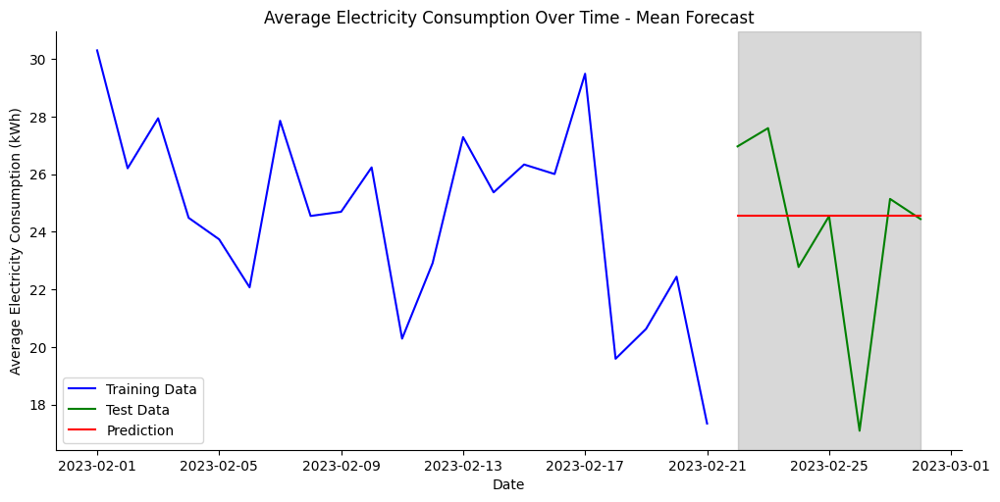 Average Electricity Consumption Over Time - Mean Forecast
Average Electricity Consumption (kWh)
30
28
26
24
22
20
18
Training Data
Test Data
Prediction
2023-02-01 2023-02-05 2023-02-09 2023-02-13 2023-02-17 2023-02-21 2023-02-25 2023-03-01
Date